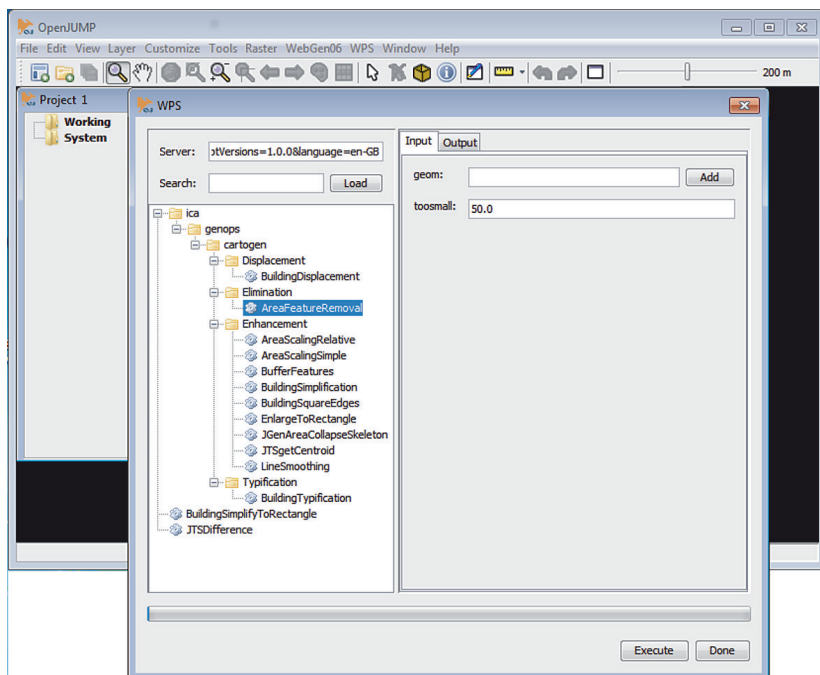 OpenJUMP
File Edit View Layer Customize Tools Raster WebGen06 WPS Window Help
200 m
Project 1
Working
System
WPS
Server: ptVersions=1.0.0&language=en-GB
Search: Load
ica
genops
cartogen
Displacement
BuildingDisplacement
Elimination
AreaFeatureRemoval
Enhancement
AreaScalingRelative
AreaScalingSimple
BufferFeatures
BuildingSimplification
BuildingSquareEdges
EnlargeToRectangle
JGenAreaCollapseSkeleton
JTSgetCentroid
LineSmoothing
Typification
BuildingTypification
BuildingSimplifyToRectangle
JTSDifference
Input Output
geom: Add
toosmall: 50.0
Execute Done